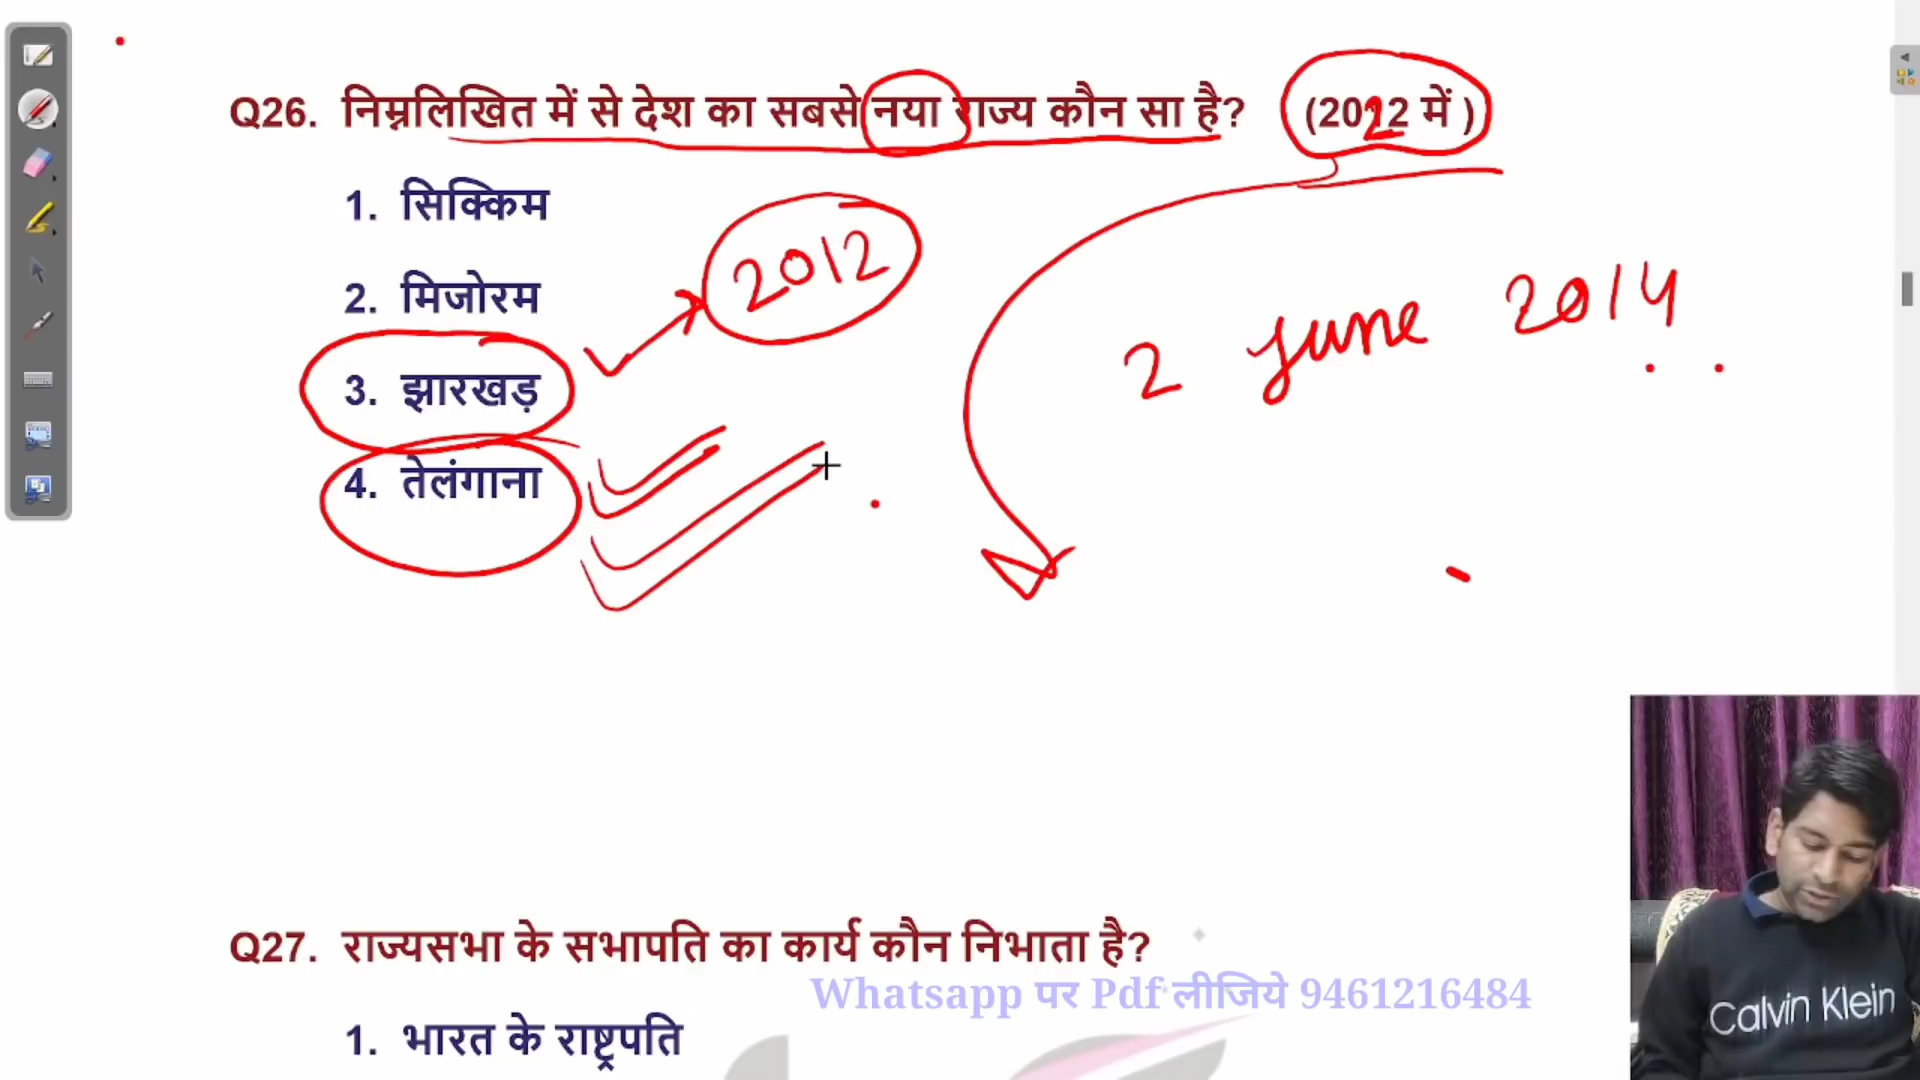 Q26. निम्नलिखित में से देश का सबसे नया राज्य कौन सा है? (2022 में )
1. सिक्किम
2012
2. मिजोरम
2 June 2014
3. झारखड़
4. तेलंगाना
Q27. राज्यसभा के सभापति का कार्य कौन निभाता है?
Whatsapp पर Pdf लीजिये 9461216484
1. भारत के राष्ट्रपति
Calvin Klein